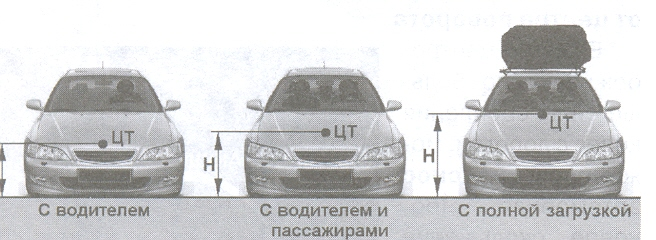 ЦТ
Н
ЦТ
Н
ЦТ
С водителем
С водителем и
пассажирами
С полной загрузкой